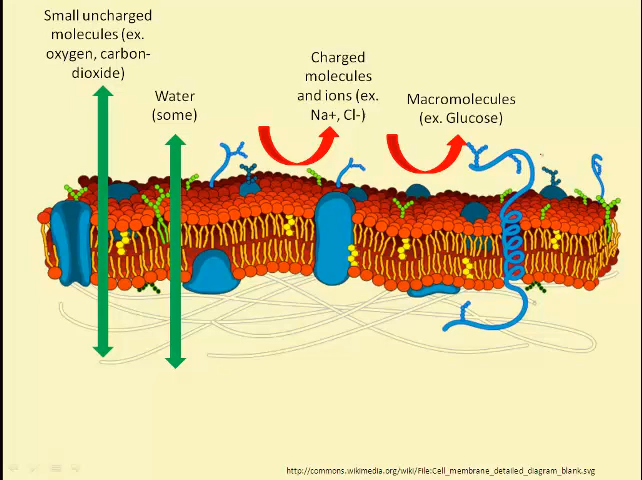 Small uncharged
molecules (ex.
oxygen, carbon-
dioxide)
Water
(some)
Charged
molecules
and ions (ex.
Na+, Cl-)
Macromolecules
(ex. Glucose)
http://commons.wikimedia.org/wiki/File:Cell_membrane_detailed_diagram_blank.svg